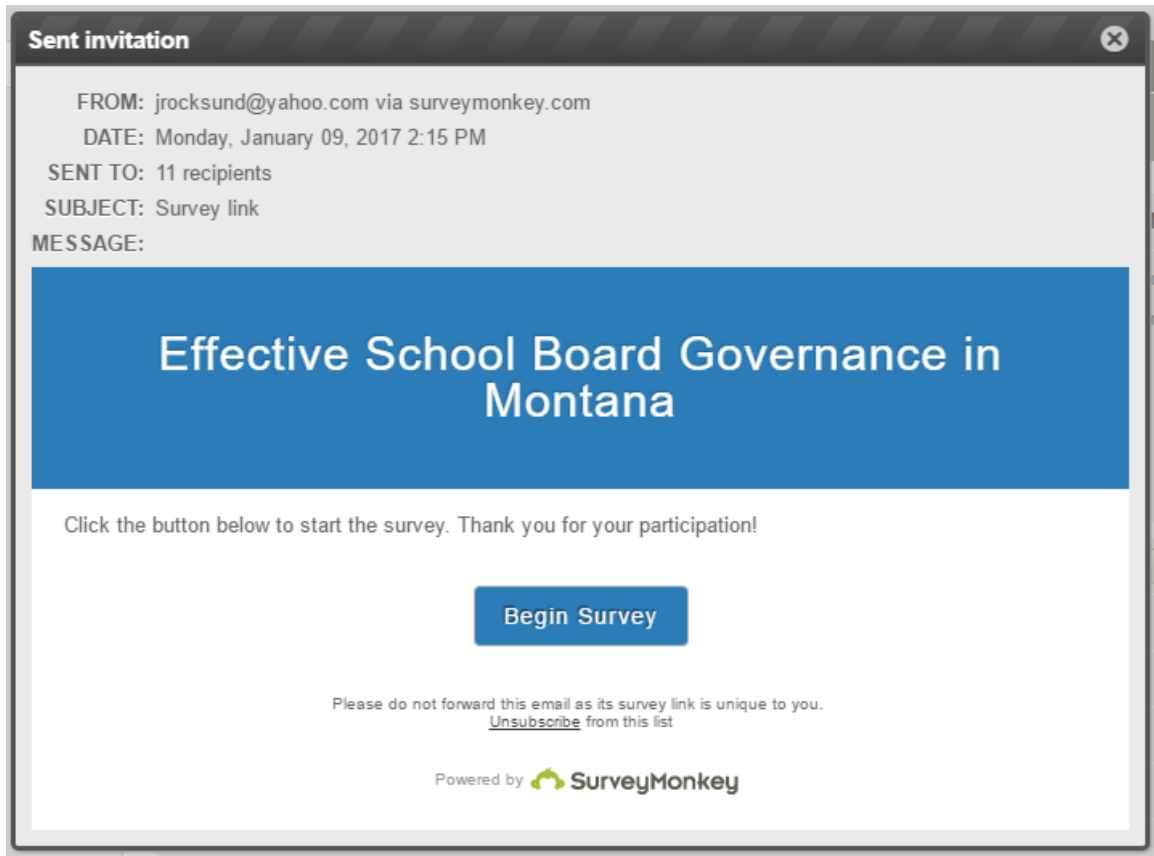 Sent invitation
FROM: jrocksund@yahoo.com via surveymonkey.com
DATE: Monday, January 09, 2017 2:15 PM
SENT TO: 11 recipients
SUBJECT: Survey link
MESSAGE:
Effective School Board Governance in
Montana
Click the button below to start the survey. Thank you for your participation!
Begin Survey
Please do not forward this email as its survey link is unique to you.
Unsubscribe from this list
Powered by SurveyMonkey